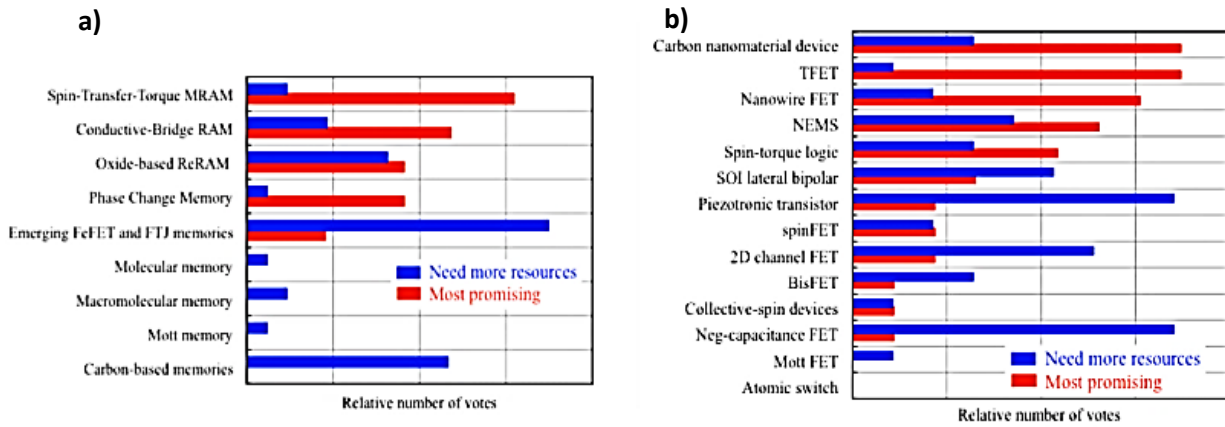 a)
Spin-Transfer-Torque MRAM
Conductive-Bridge RAM
Oxide-based ReRAM
Phase Change Memory
Emerging FeFET and FTJ memories
Molecular memory
Macromolecular memory
Mott memory
Carbon-based memories
Need more resources
Most promising
Relative number of votes
b)
Carbon nanomaterial device
TFET
Nanowire FET
NEMS
Spin-torque logic
SOI lateral bipolar
Piezotronic transistor
spinFET
2D channel FET
BisFET
Collective-spin devices
Neg-capacitance FET
Mott FET
Atomic switch
Need more resources
Most promising
Relative number of votes